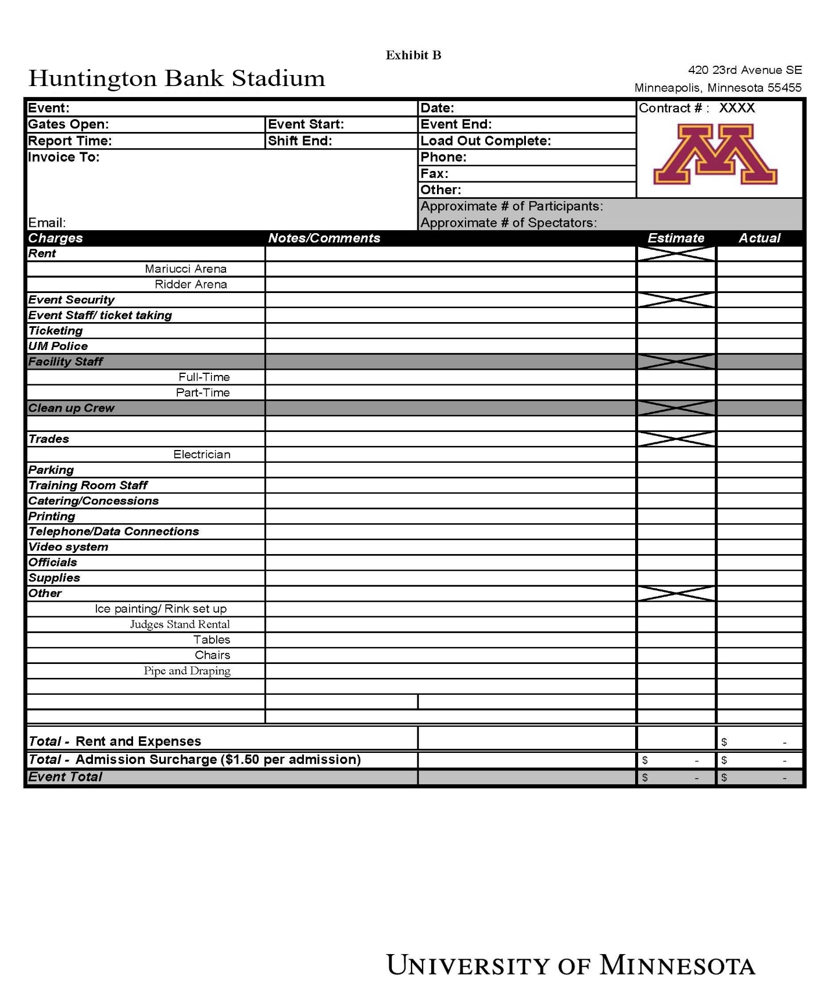 Exhibit B
Huntington Bank Stadium
420 23rd Avenue SE
Minneapolis, Minnesota 55455
Event: Date: Contract # : XXXX
Gates Open: Event Start: Event End:
Report Time: Shift End: Load Out Complete:
Invoice To: Phone:
Fax:
Other:
Approximate # of Participants:
Email: Approximate # of Spectators:
Charges Notes/Comments Estimate Actual
Rent
Mariucci Arena
Ridder Arena
Event Security
Event Staff/ ticket taking
Ticketing
UM Police
Facility Staff
Full-Time
Part-Time
Clean up Crew
Trades
Electrician
Parking
Training Room Staff
Catering/Concessions
Printing
Telephone/Data Connections
Video system
Officials
Supplies
Other
Ice painting/ Rink set up
Judges Stand Rental
Tables
Chairs
Pipe and Draping
Total - Rent and Expenses $ -
Total - Admission Surcharge ($1.50 per admission) $ - $ -
Event Total $ - $ -
UNIVERSITY OF MINNESOTA